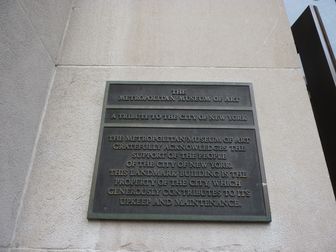 THE
METROPOLITAN MUSEUM OF ART
A TRIBUTE TO THE CITY OF NEW YORK
THE METROPOLITAN MUSEUM OF ART
GRATEFULLY ACKNOWLEDGES THE
SUPPORT OF THE PEOPLE
OF THE CITY OF NEW YORK.
THIS LANDMARK BUILDING IS THE
PROPERTY OF THE CITY WHICH
GENEROUSLY CONTRIBUTES TO ITS
UPKEEP AND MAINTENANCE.